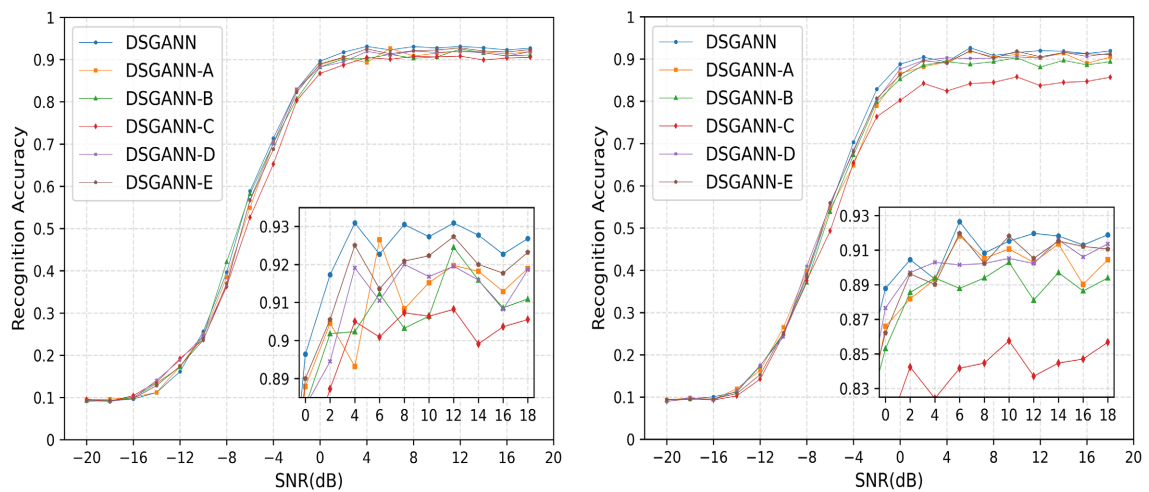 1
0.9
0.8
0.7
0.6
0.5
0.4
0.3
0.2
0.1
0
Recognition Accuracy
DSGANN
DSGANN-A
DSGANN-B
DSGANN-C
DSGANN-D
DSGANN-E
0.93
0.92
0.91
0.9
0.89
0 2 4 6 8 10 12 14 16 18
−20 −16 −12 −8 −4 0 4 8 12 16 20
SNR(dB)
1
0.9
0.8
0.7
0.6
0.5
0.4
0.3
0.2
0.1
0
Recognition Accuracy
DSGANN
DSGANN-A
DSGANN-B
DSGANN-C
DSGANN-D
DSGANN-E
0.93
0.91
0.89
0.87
0.85
0.83
0 2 4 6 8 10 12 14 16 18
−20 −16 −12 −8 −4 0 4 8 12 16 20
SNR(dB)